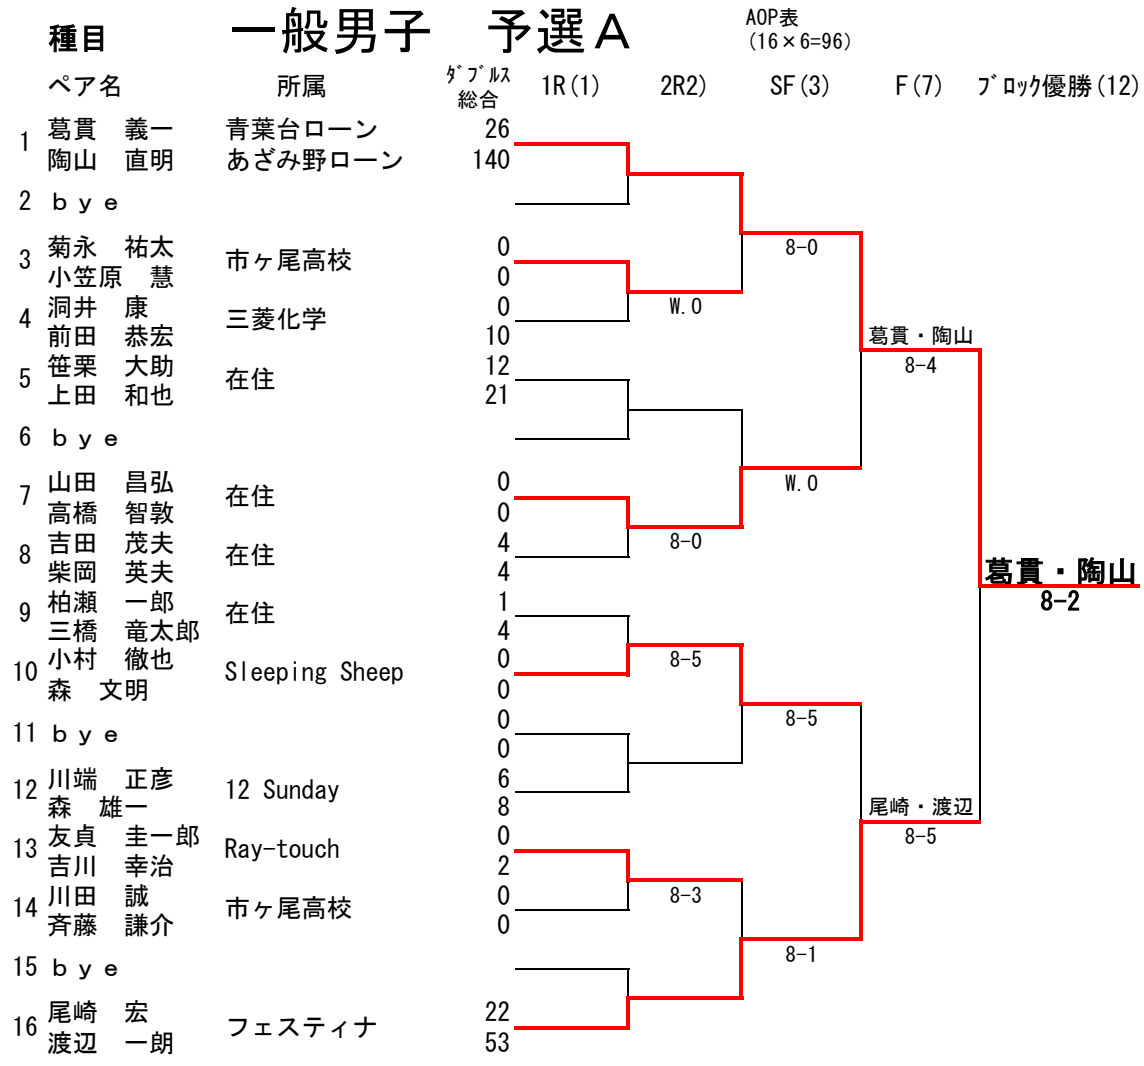 種目 一般男子 予選A AOP表
(16×6=96)
ペア名 所属 ﾀﾞﾌﾞﾙｽ総合 1R(1) 2R2) SF(3) F(7) ﾌﾞﾛｯｸ優勝(12)
1 葛貫 義一 青葉台ローン 26
陶山 直明 あざみ野ローン 140
2 ｂｙｅ
3 菊永 祐太 市ヶ尾高校 0
小笠原 慧 0
8-0
4 洞井 康 三菱化学 0
前田 恭宏 10
W.0
葛貫・陶山
8-4
5 笹栗 大助 在住 12
上田 和也 21
6 ｂｙｅ
7 山田 昌弘 在住 0
高橋 智敦 0
W.0
8 吉田 茂夫 在住 4
柴岡 英夫 4
8-0
葛貫・陶山
8-2
9 柏瀬 一郎 在住 1
三橋 竜太郎 4
10 小村 徹也 Sleeping Sheep 0
森 文明 0
8-5
11 ｂｙｅ 0
0
8-5
12 川端 正彦 12 Sunday 6
森 雄一 8
尾崎・渡辺
8-5
13 友貞 圭一郎 Ray-touch 0
吉川 幸治 2
14 川田 誠 市ヶ尾高校 0
斉藤 謙介 0
8-3
15 ｂｙｅ
8-1
16 尾崎 宏 フェスティナ 22
渡辺 一朗 53